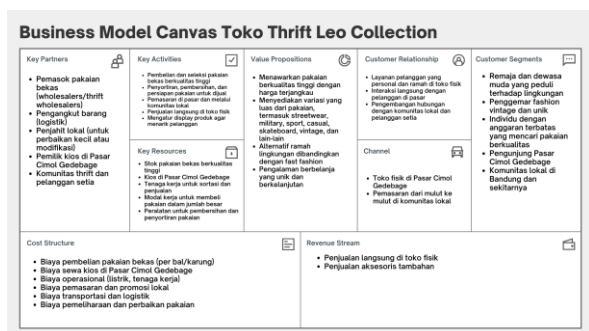 Business Model Canvas Toko Thrift Leo Collection
Key Partners
• Pemasok pakaian
bekas
(wholesalers/thrift
wholesalers)
• Pengangkut barang
(logistik)
• Penjahit lokal (untuk
perbaikan kecil atau
modifikasi)
• Pemilik kios di Pasar
Cimol Gedebage
• Komunitas thrift dan
pelanggan setia
Key Activities
• Pembelian dan seleksi pakaian
bekas berkualitas tinggi
• Penyortiran, pembersihan, dan
persiapan pakaian untuk dijual
• Pemasaran di pasar dan melalui
komunitas lokal
• Penjualan langsung di toko fisik
• Mengatur display produk agar
menarik pelanggan
Key Resources
• Stok pakaian bekas berkualitas
tinggi
• Kios di Pasar Cimol Gedebage
• Tenaga kerja untuk sortasi dan
penjualan
• Modal kerja untuk membeli
pakaian dalam jumlah besar
• Peralatan untuk pembersihan dan
penyortiran pakaian
Value Propositions
• Menawarkan pakaian
berkualitas tinggi dengan
harga terjangkau
• Menyediakan variasi yang
luas dari pakaian,
termasuk streetwear,
military, sport, casual,
skateboard, vintage, dan
lain-lain
• Alternatif ramah
lingkungan dibandingkan
dengan fast fashion
• Pengalaman berbelanja
yang unik dan
berkelanjutan
Customer Relationship
• Layanan pelanggan yang
personal dan ramah di toko fisik
• Interaksi langsung dengan
pelanggan di pasar
• Pengembangan hubungan
dengan komunitas lokal dan
pelanggan setia
Channel
• Toko fisik di Pasar Cimol
Gedebage
• Pemasaran dari mulut ke
mulut di komunitas lokal
Customer Segments
• Remaja dan dewasa
muda yang peduli
terhadap lingkungan
• Penggemar fashion
vintage dan unik
• Individu dengan
anggaran terbatas
yang mencari pakaian
berkualitas
• Pengunjung Pasar
Cimol Gedebage
• Komunitas lokal di
Bandung dan
sekitarnya
Cost Structure
• Biaya pembelian pakaian bekas (per bal/karung)
• Biaya sewa kios di Pasar Cimol Gedebage
• Biaya operasional (listrik, tenaga kerja)
• Biaya pemasaran dan promosi lokal
• Biaya transportasi dan logistik
• Biaya pemeliharaan dan perbaikan pakaian
Revenue Stream
• Penjualan langsung di toko fisik
• Penjualan aksesoris tambahan